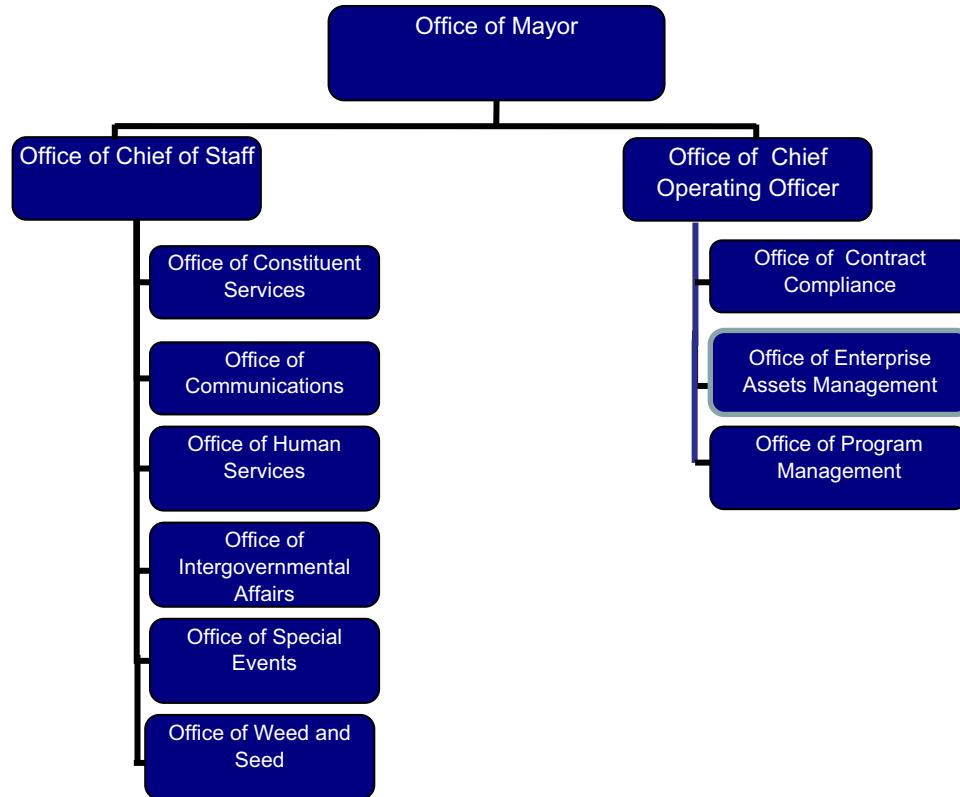 Office of Mayor
Office of Chief of Staff
Office of Chief
Operating Officer
Office of Constituent
Services
Office of
Communications
Office of Human
Services
Office of
Intergovernmental
Affairs
Office of Special
Events
Office of Weed and
Seed
Office of Contract
Compliance
Office of Enterprise
Assets Management
Office of Program
Management